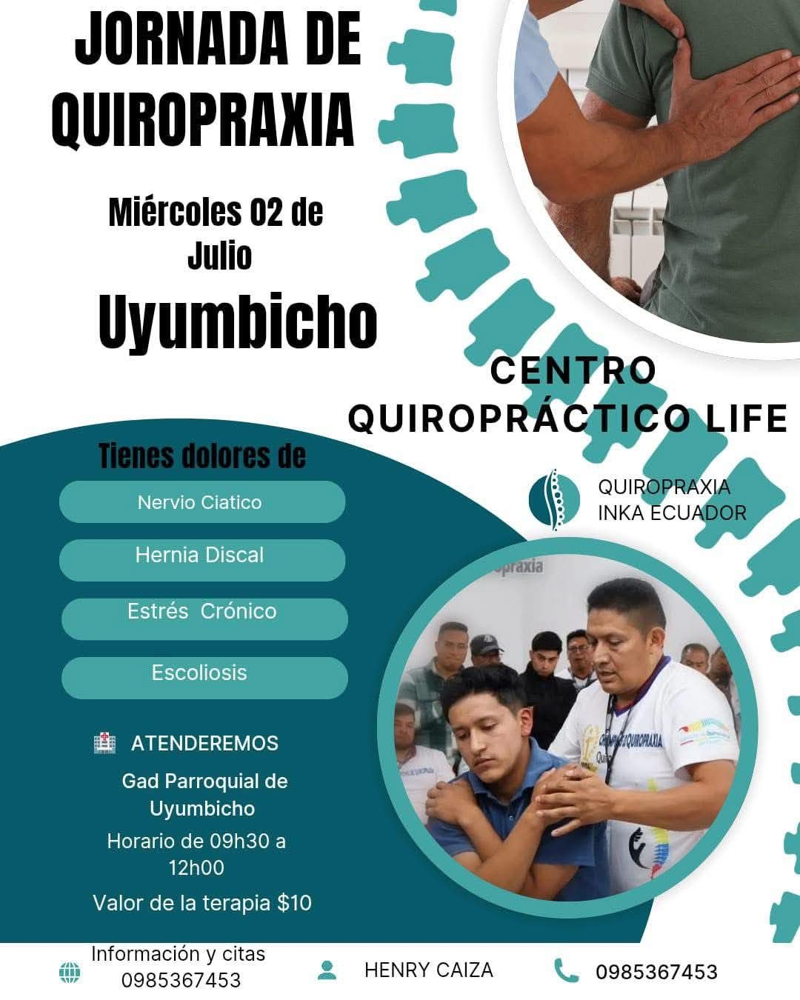 JORNADA DE
QUIROPRAXIA
Miércoles 02 de
Julio
Uyumbicho
CENTRO
QUIROPRÁCTICO LIFE
QUIROPRAXIA
INKA ECUADOR
Tienes dolores de
Nervio Ciatico
Hernia Discal
Estrés  Crónico
Escoliosis
ATENDEREMOS
Gad Parroquial de
Uyumbicho
Horario de 09h30 a
12h00
Valor de la terapia $10
Información y citas
0985367453
HENRY CAIZA
0985367453